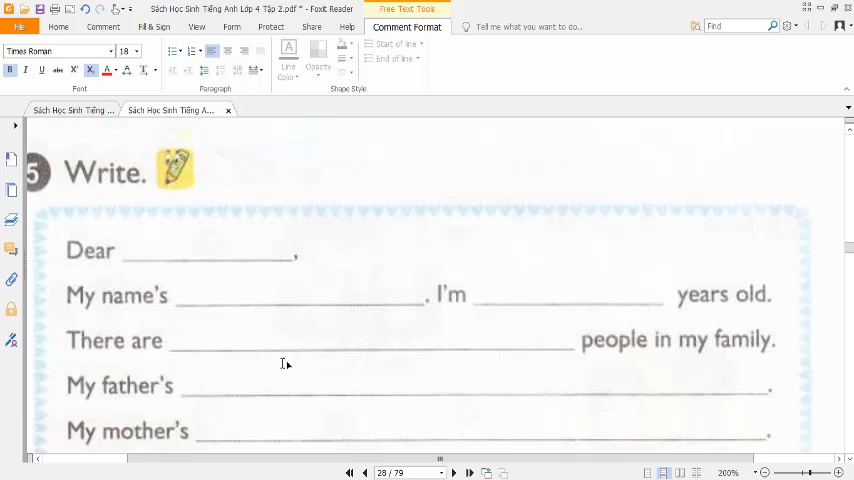 Sách Học Sinh Tiếng Anh Lớp 4 Tập 2.pdf * - Foxit Reader
Free Text Tools
File
Home
Comment
Fill & Sign
View
Form
Protect
Share
Help
Comment Format
Tell me what you want to do..
Find
Times Roman
18
Font
Paragraph
Line Color
Opacity
Start of line
End of line
Shape Style
Sách Học Sinh Tiếng ...
Sách Học Sinh Tiếng A...
5 Write.
Dear ,
My name's . I'm years old.
There are people in my family.
My father's .
My mother's .
28 / 79
200%